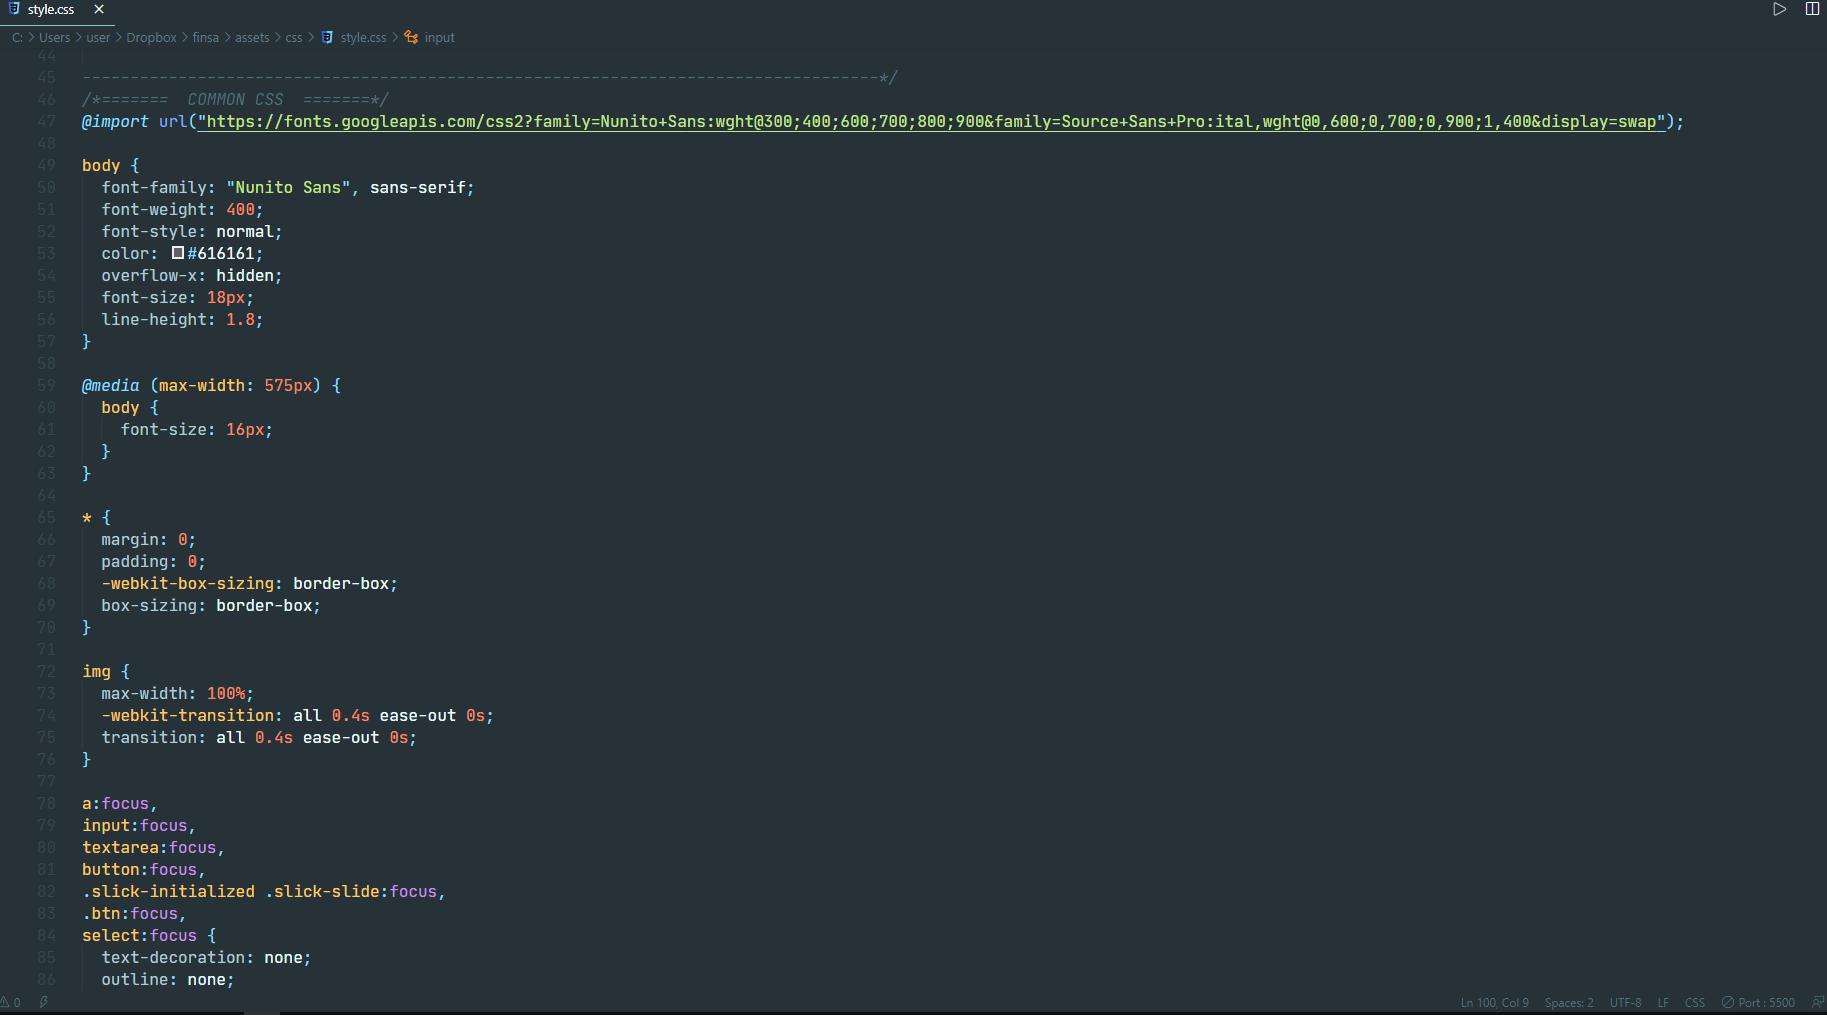 style.css
C: > Users > user > Dropbox > finsa > assets > css > style.css > input
44
45 -----------------------------------------------------------------------------------*/
46 /*=======  COMMON CSS  =======*/
47 @import url("https://fonts.googleapis.com/css2?family=Nunito+Sans:wght@300;400;600;700;800;900&family=Source+Sans+Pro:ital,wght@0,600;0,700;0,900;1,400&display=swap");
48
49 body {
50   font-family: "Nunito Sans", sans-serif;
51   font-weight: 400;
52   font-style: normal;
53   color: #616161;
54   overflow-x: hidden;
55   font-size: 18px;
56   line-height: 1.8;
57 }
58
59 @media (max-width: 575px) {
60   body {
61     font-size: 16px;
62   }
63 }
64
65 * {
66   margin: 0;
67   padding: 0;
68   -webkit-box-sizing: border-box;
69   box-sizing: border-box;
70 }
71
72 img {
73   max-width: 100%;
74   -webkit-transition: all 0.4s ease-out 0s;
75   transition: all 0.4s ease-out 0s;
76 }
77
78 a:focus,
79 input:focus,
80 textarea:focus,
81 button:focus,
82 .slick-initialized .slick-slide:focus,
83 .btn:focus,
84 select:focus {
85   text-decoration: none;
86   outline: none;
0 Ln 100, Col 9 Spaces: 2 UTF-8 LF CSS Port : 5500